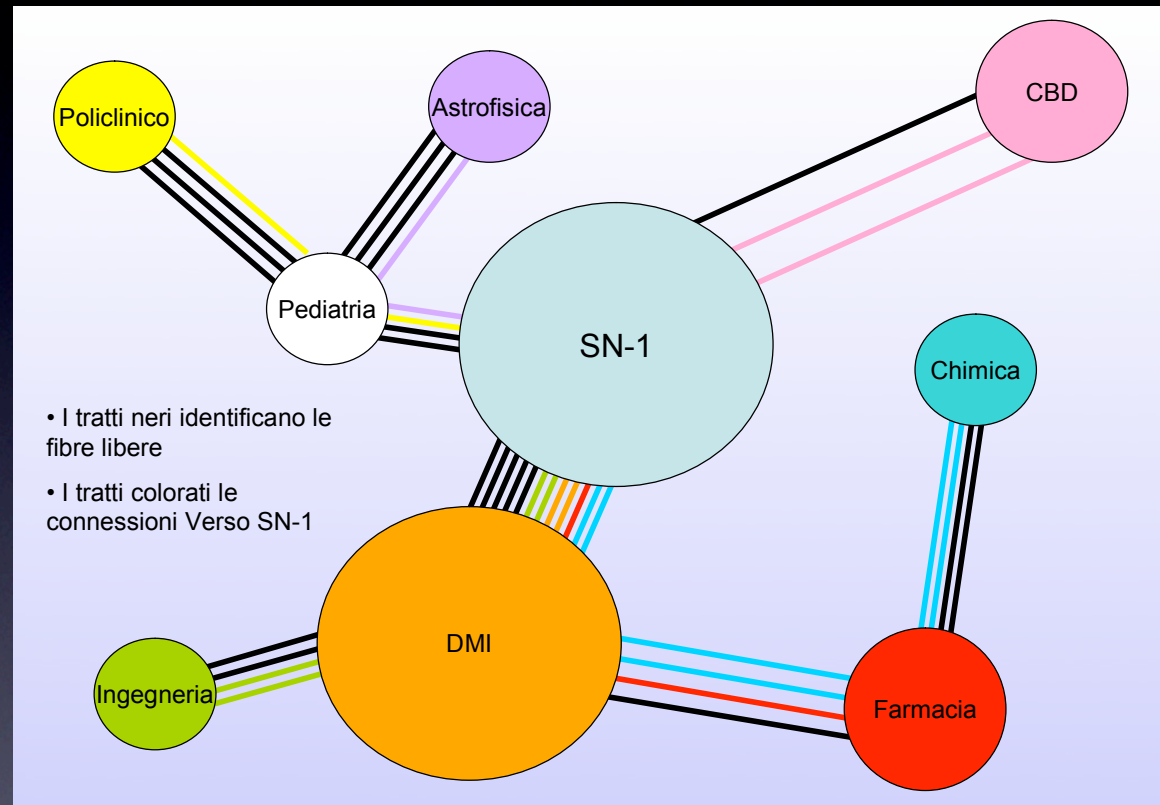 Policlinico
Astrofisica
CBD
Pediatria
SN-1
Chimica
• I tratti neri identificano le
fibre libere
• I tratti colorati le
connessioni Verso SN-1
DMI
Ingegneria
Farmacia